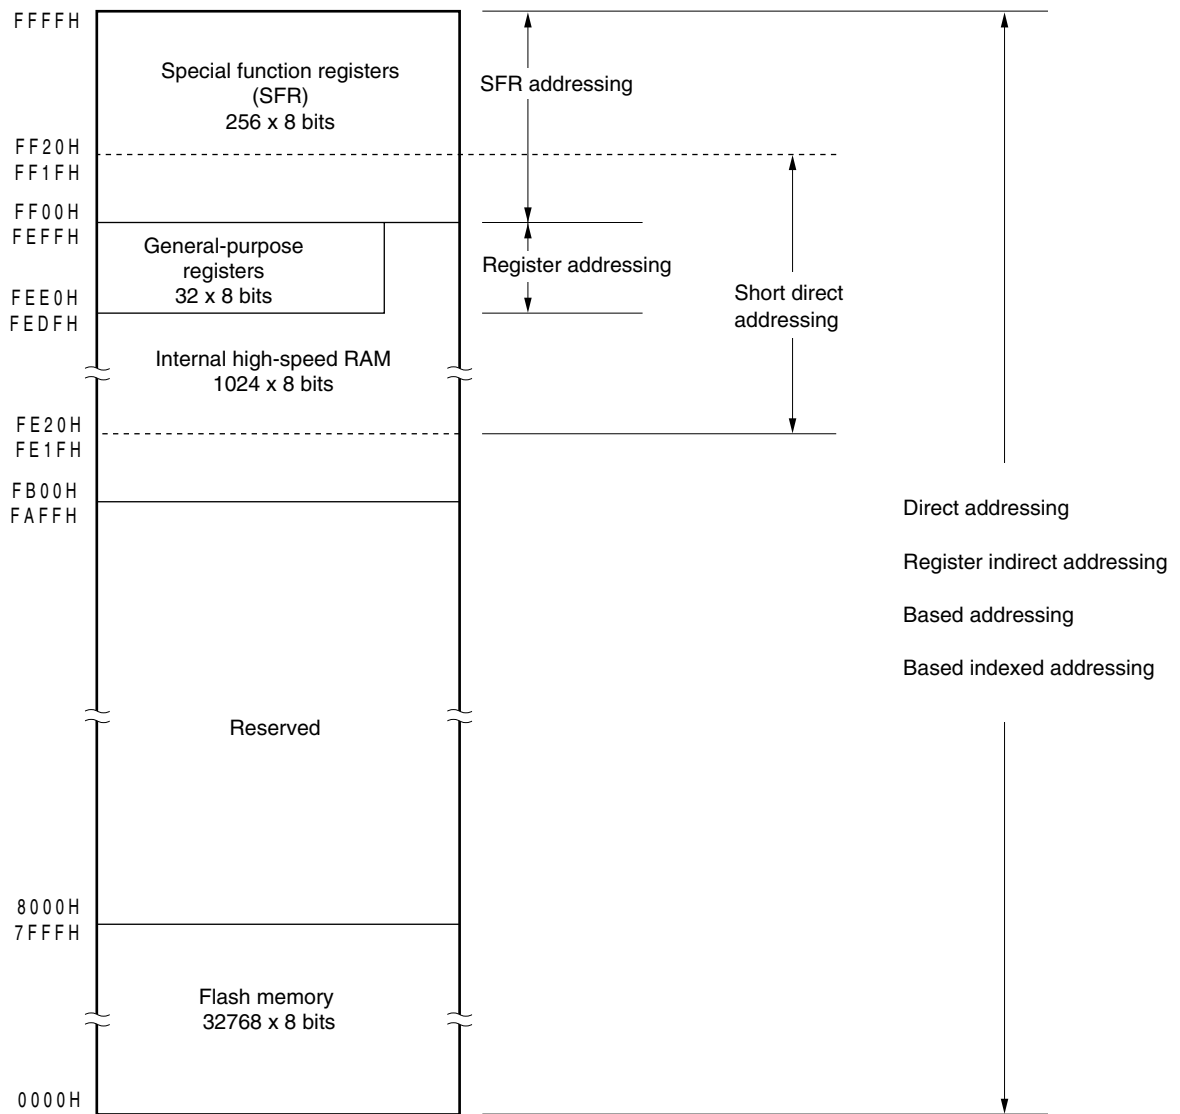 FFFFH
Special function registers
(SFR)
256 x 8 bits
SFR addressing
FF20H
FF1FH
FF00H
FEFFH
General-purpose
registers
32 x 8 bits
Register addressing
Short direct
addressing
FEE0H
FEDFH
Internal high-speed RAM
1024 x 8 bits
FE20H
FE1FH
FB00H
FAFFH
Direct addressing
Register indirect addressing
Based addressing
Based indexed addressing
Reserved
8000H
7FFFH
Flash memory
32768 x 8 bits
0000H